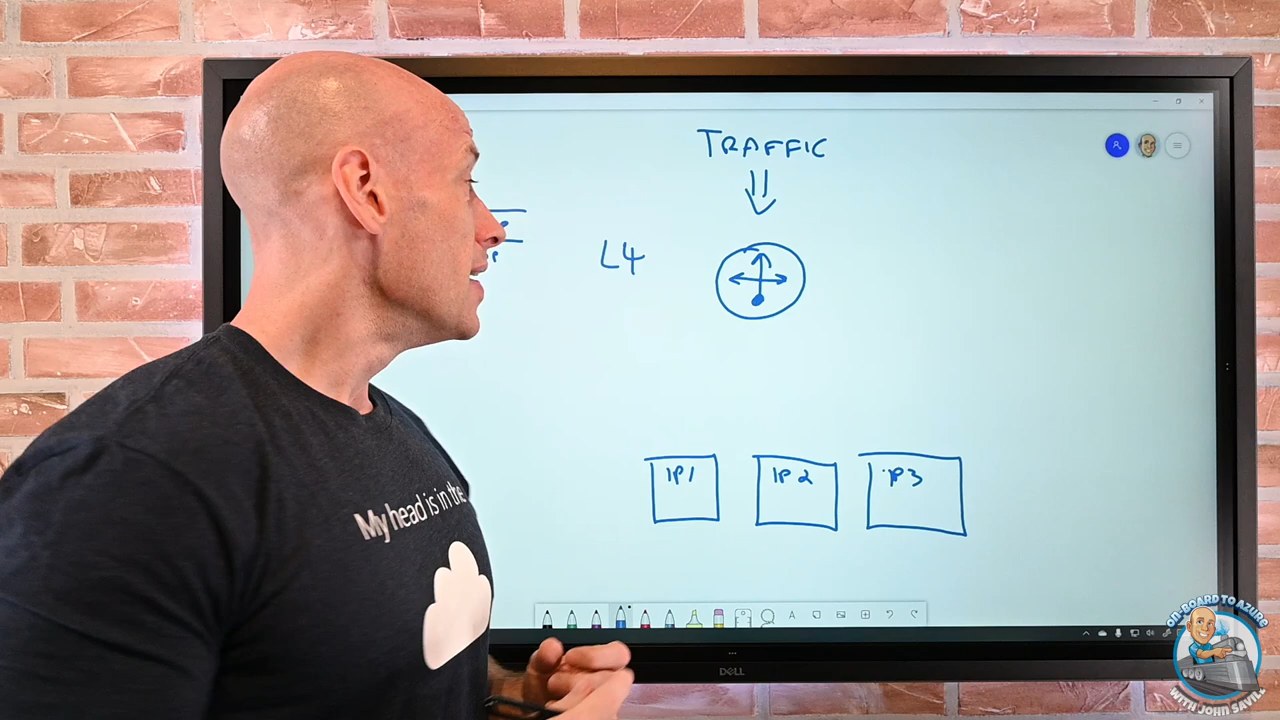 TRAFFIC
L4
IP1
IP2
IP3
My head is in the
A
DELL
ON-BOARD TO AZURE
WITH JOHN SAVILL